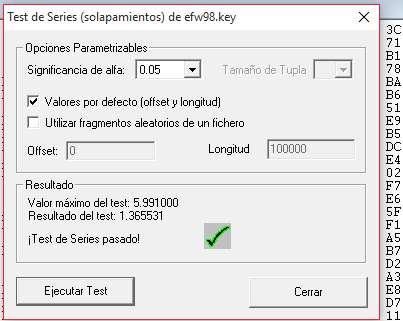 Test de Series (solapamientos) de efw98.key
Opciones Parametrizables
Significancia de alfa: 0.05 Tamaño de Tupla
Valores por defecto (offset y longitud)
Utilizar fragmentos aleatorios de un fichero
Offset: 0 Longitud 100000
Resultado
Valor máximo del test: 5.991000
Resultado del test: 1.365531
¡Test de Series pasado!
Ejecutar Test Cerrar
3C
71
B1
78
BA
B6
51
E9
B5
DC
E4
02
F7
E6
5F
F1
A5
B7
D2
A3
E8
D7
11